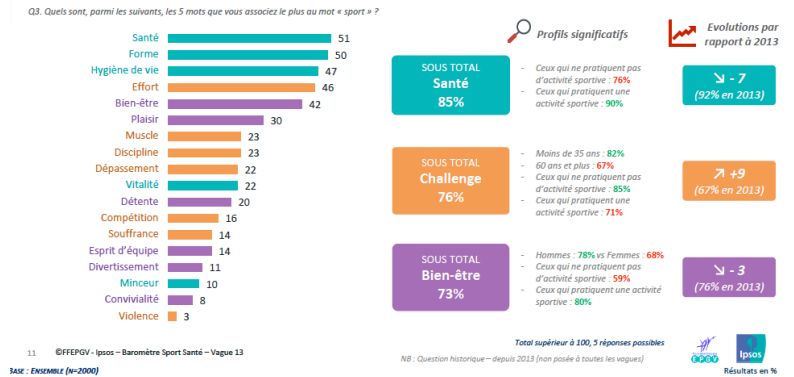 Q3. Quels sont, parmi les suivants, les 5 mots que vous associez le plus au mot « sport » ?
Profils significatifs
Evolutions par
rapport à 2013
Santé 51
Forme 50
Hygiène de vie 47
Effort 46
Bien-être 42
Plaisir 30
Muscle 23
Discipline 23
Dépassement 22
Vitalité 22
Détente 20
Compétition 16
Souffrance 14
Esprit d'équipe 14
Divertissement 11
Minceur 10
Convivialité 8
Violence 3
SOUS TOTAL
Santé
85%
- Ceux qui ne pratiquent pas
d'activité sportive : 76%
- Ceux qui pratiquent une
activité sportive : 90%
↘ - 7
(92% en 2013)
SOUS TOTAL
Challenge
76%
- Moins de 35 ans : 82%
- 60 ans et plus : 67%
- Ceux qui ne pratiquent pas
d'activité sportive : 85%
- Ceux qui pratiquent une
activité sportive : 71%
↗ +9
(67% en 2013)
SOUS TOTAL
Bien-être
73%
- Hommes : 78% vs Femmes : 68%
- Ceux qui ne pratiquent pas
d'activité sportive : 59%
- Ceux qui pratiquent une activité
sportive : 80%
↘ - 3
(76% en 2013)
Total supérieur à 100, 5 réponses possibles
11 ©FFEPGV - Ipsos – Baromètre Sport Santé – Vague 13
NB : Question historique – depuis 2013 (non posée à toutes les vagues)
EPGV
Ipsos
BASE : ENSEMBLE (N=2000)
Résultats en %